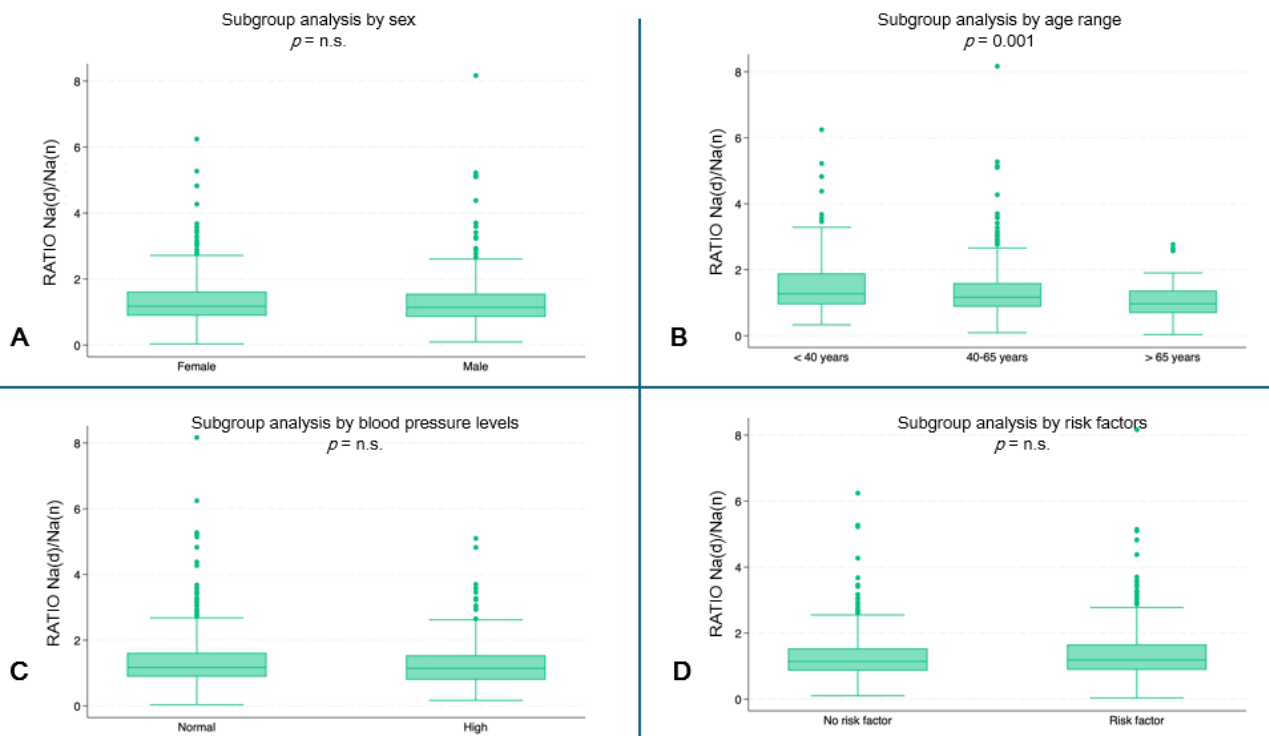 Subgroup analysis by sex
p = n.s.
RATIO Na(d)/Na(n)
8
6
4
2
0
A
Female
Male
Subgroup analysis by age range
p = 0.001
RATIO Na(d)/Na(n)
8
6
4
2
0
B
< 40 years
40-65 years
> 65 years
Subgroup analysis by blood pressure levels
p = n.s.
RATIO Na(d)/Na(n)
8
6
4
2
0
C
Normal
High
Subgroup analysis by risk factors
p = n.s.
RATIO Na(d)/Na(n)
8
6
4
2
0
D
No risk factor
Risk factor